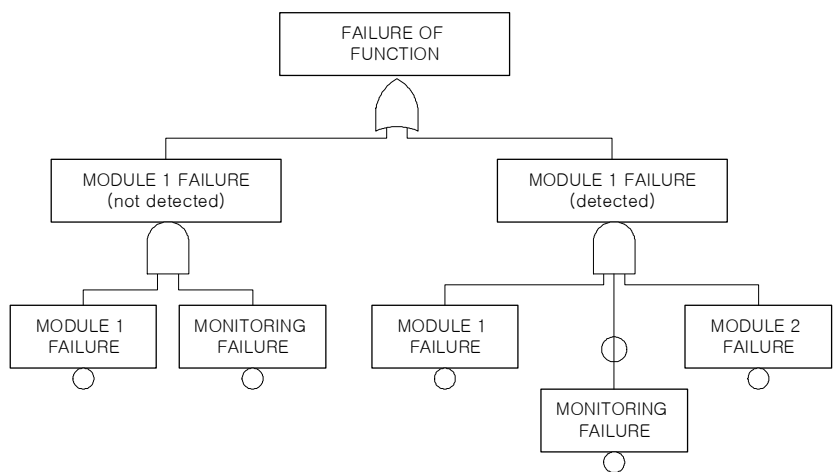 FAILURE OF
FUNCTION
MODULE 1 FAILURE
(not detected)
MODULE 1 FAILURE
(detected)
MODULE 1
FAILURE
MONITORING
FAILURE
MODULE 1
FAILURE
MODULE 2
FAILURE
MONITORING
FAILURE